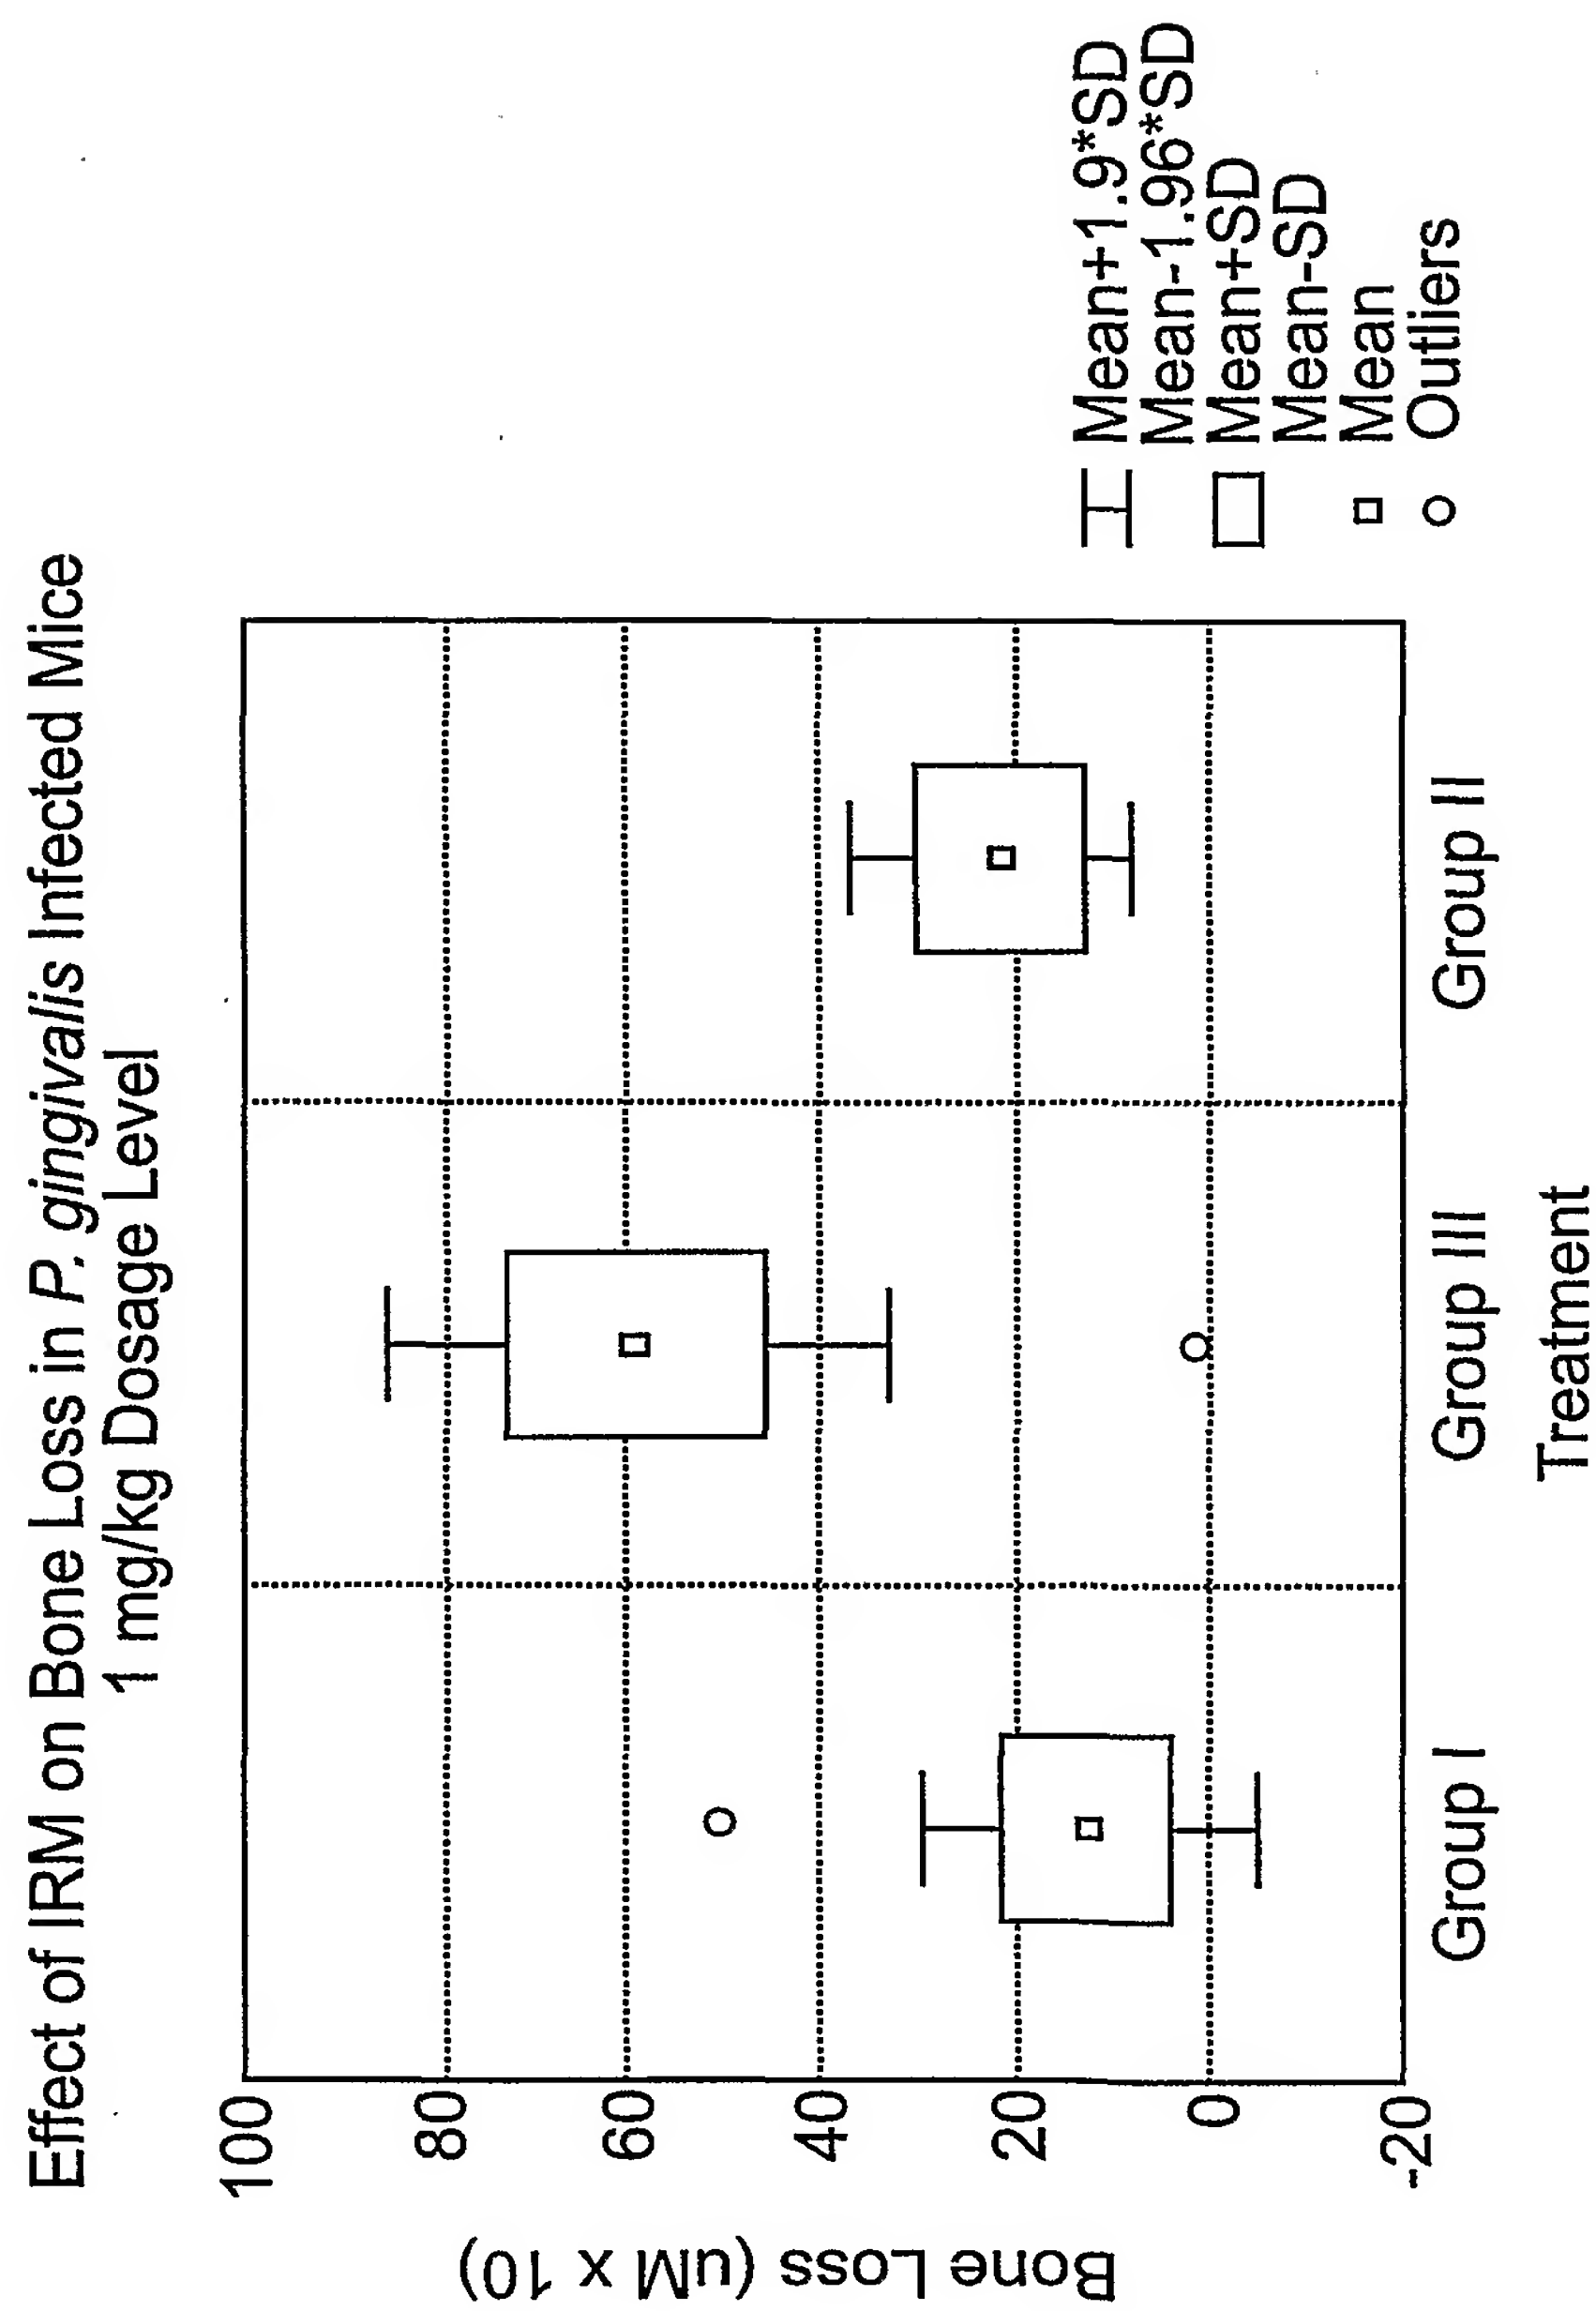 Effect of IRM on Bone Loss in P. gingivalis Infected Mice
1 mg/kg Dosage Level
Bone Loss (uM x 10)
100
80
60
40
20
0
-20
Group I
Group III
Group II
Treatment
Mean+1.9*SD
Mean-1.96*SD
Mean+SD
Mean-SD
Mean
Outliers